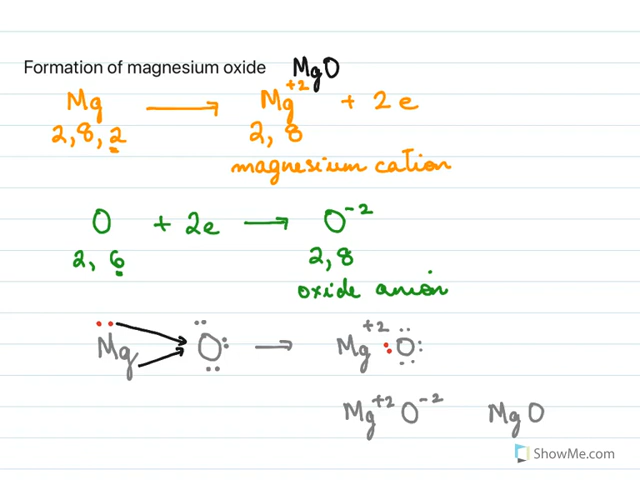 Formation of magnesium oxide MgO
Mg ⟶ Mg⁺² + 2e
2, 8, 2 2, 8
magnesium cation
O + 2e ⟶ O⁻²
2, 6 2, 8
oxide anion
Mg O ⟶ Mg⁺² O
Mg⁺² O⁻² MgO
ShowMe.com